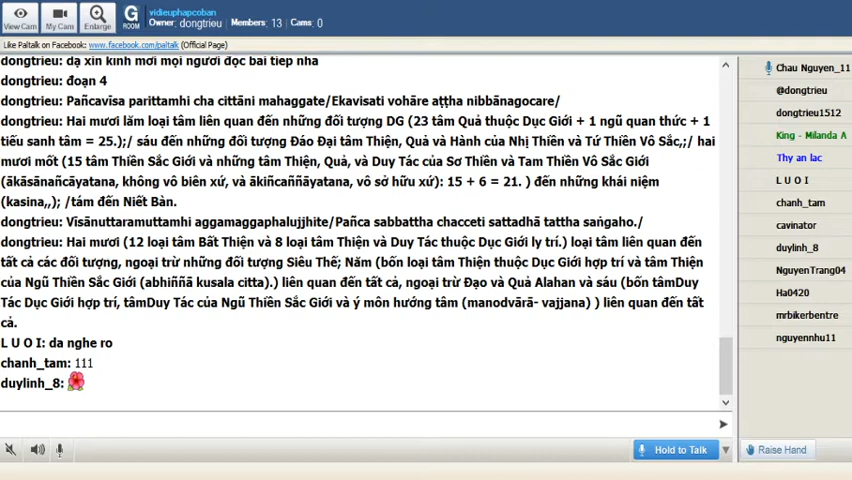 vidieuphapcoban
Owner: dongtrieu Members: 13 Cams: 0
View Cam My Cam Enlarge G ROOM
Like Paltalk on Facebook: www.facebook.com/paltalk (Official Page)
dongtrieu: dạ xin kính mời mọi người đọc bài tiếp nha
dongtrieu: đoạn 4
dongtrieu: Pañcavīsa parittamhi cha cittāni mahaggate/Ekavisati vohāre aṭṭha nibbānagocare/
dongtrieu: Hai mươi lăm loại tâm liên quan đến những đối tượng DG (23 tâm Quả thuộc Dục Giới + 1 ngũ quan thức + 1
tiếu sanh tâm = 25.);/ sáu đến những đối tượng Đáo Đại tâm Thiện, Quả và Hành của Nhị Thiền và Tứ Thiền Vô Sắc,;/ hai
mươi mốt (15 tâm Thiền Sắc Giới và những tâm Thiện, Quả, và Duy Tác của Sơ Thiền và Tam Thiền Vô Sắc Giới
(ākāsānañcāyatana, không vô biên xứ, và ākiñcaññāyatana, vô sở hữu xứ): 15 + 6 = 21. ) đến những khái niệm
(kasina,,); /tám đến Niết Bàn.
dongtrieu: Vīsānuttaramuttamhi aggamaggaphalujjhite/Pañca sabbattha chacceti sattadhā tattha saṅgaho./
dongtrieu: Hai mươi (12 loại tâm Bất Thiện và 8 loại tâm Thiện và Duy Tác thuộc Dục Giới ly trí.) loại tâm liên quan đến
tất cả các đối tượng, ngoại trừ những đối tượng Siêu Thế; Năm (bốn loại tâm Thiện thuộc Dục Giới hợp trí và tâm Thiện
của Ngũ Thiền Sắc Giới (abhiññā kusala citta).) liên quan đến tất cả, ngoại trừ Đạo và Quả Alahan và sáu (bốn tâmDuy
Tác Dục Giới hợp trí, tâmDuy Tác của Ngũ Thiền Sắc Giới và ý môn hướng tâm (manodvārā- vajjana) ) liên quan đến tất
cả.
L U O I: da nghe ro
chanh_tam: 111
duylinh_8:
Chau Nguyen_11
@dongtrieu
dongtrieu1512
King - Milanda A
Thy an lac
L U O I
chanh_tam
cavinator
duylinh_8
NguyenTrang04
Ha0420
mrbikerbentre
nguyennhu11
Hold to Talk
Raise Hand